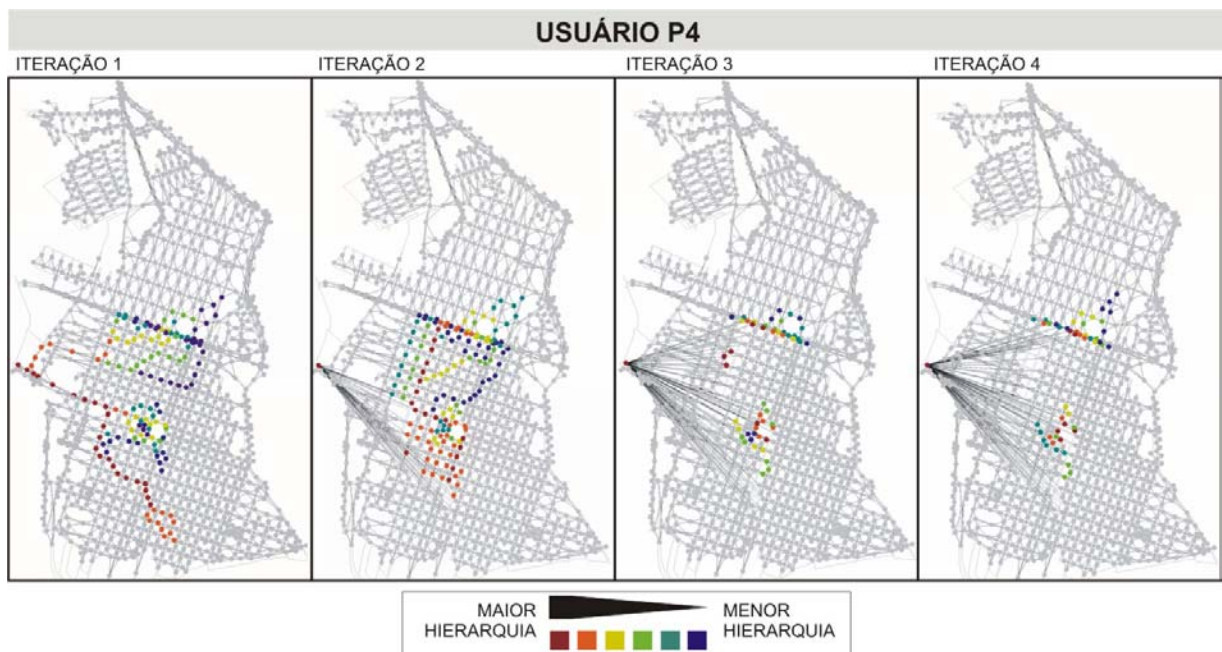 USUÁRIO P4
ITERAÇÃO 1
ITERAÇÃO 2
ITERAÇÃO 3
ITERAÇÃO 4
MAIOR
HIERARQUIA
MENOR
HIERARQUIA